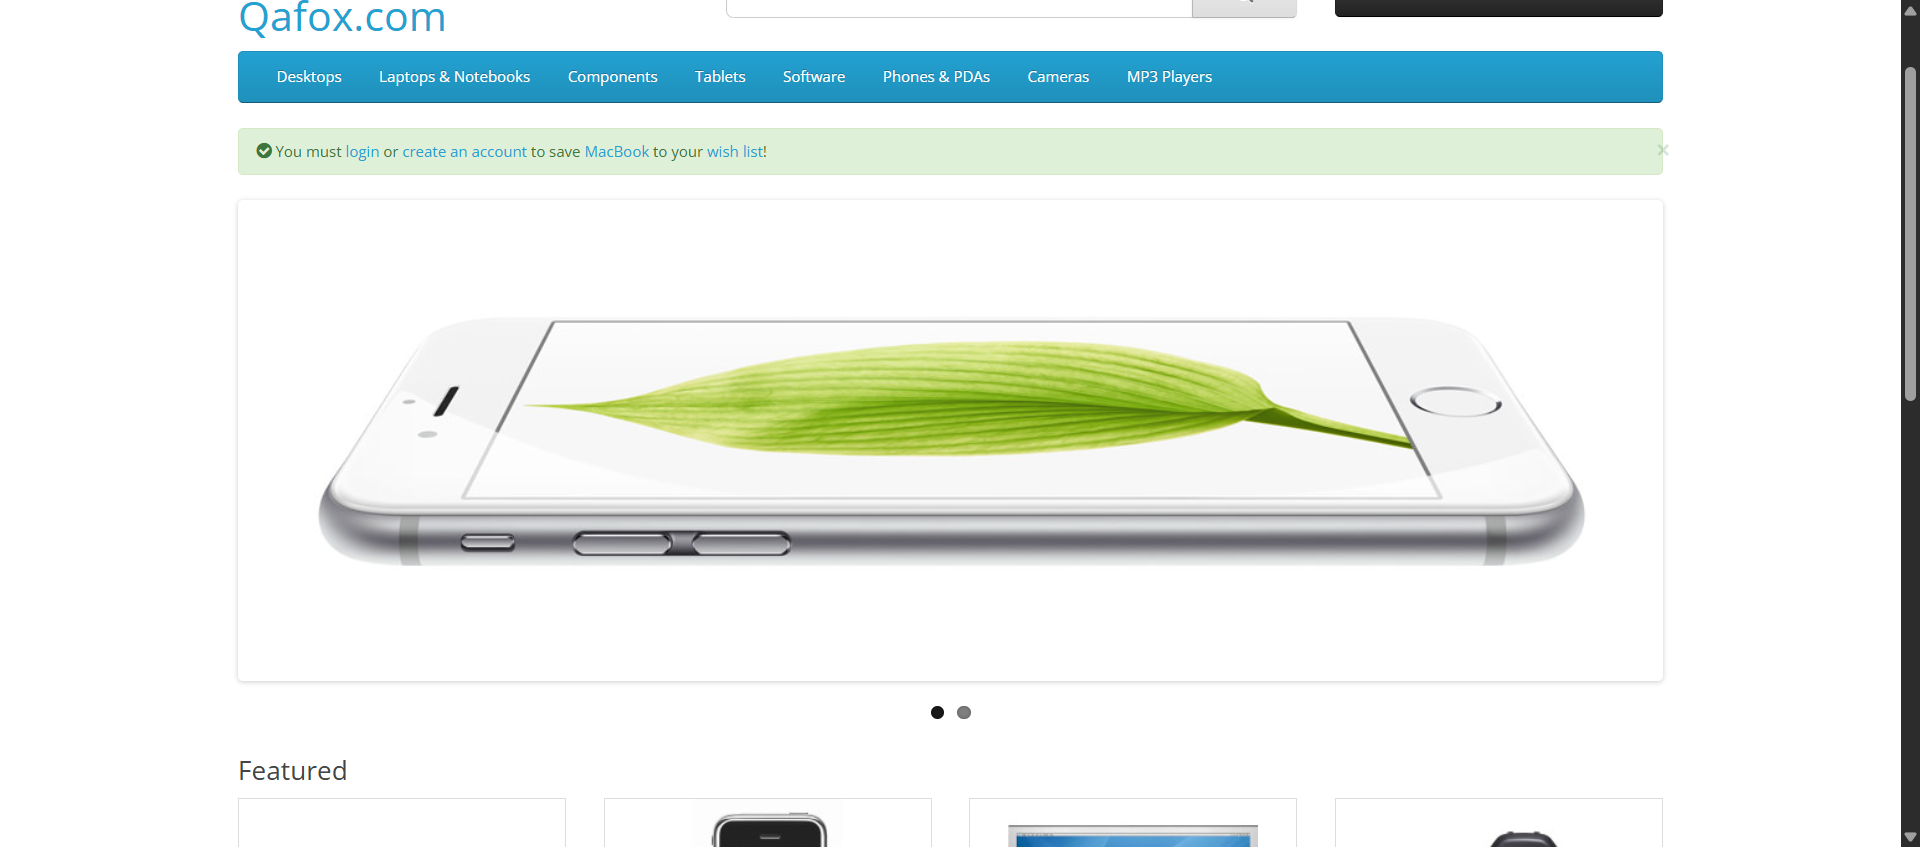 Qafox.com
Desktops Laptops & Notebooks Components Tablets Software Phones & PDAs Cameras MP3 Players
You must login or create an account to save MacBook to your wish list!
×
Featured